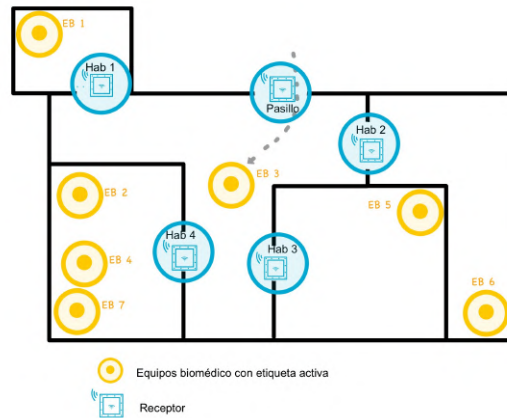 EB 1
Hab 1
Pasillo
Hab 2
EB 3
EB 2
EB 5
Hab 4
Hab 3
EB 4
EB 6
EB 7
Equipos biomédico con etiqueta activa
Receptor